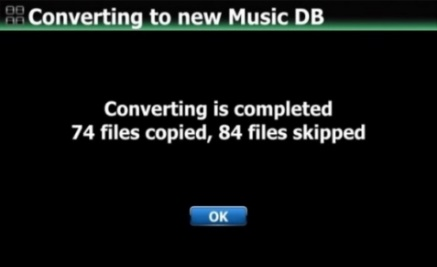 Converting to new Music DB
Converting is completed
74 files copied, 84 files skipped
OK